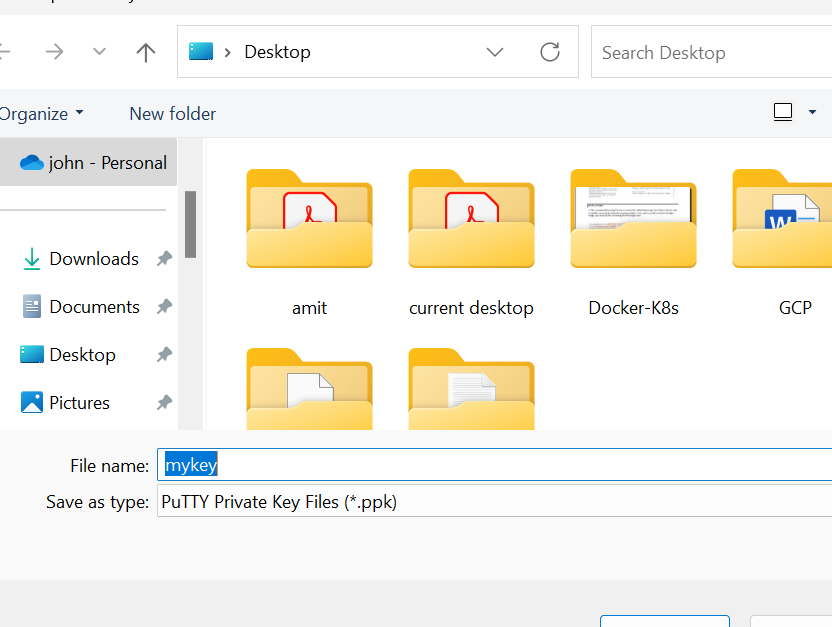 Desktop
Search Desktop
Organize
New folder
john - Personal
Downloads
Documents
Desktop
Pictures
amit
current desktop
Docker-K8s
GCP
File name: mykey
Save as type: PuTTY Private Key Files (*.ppk)